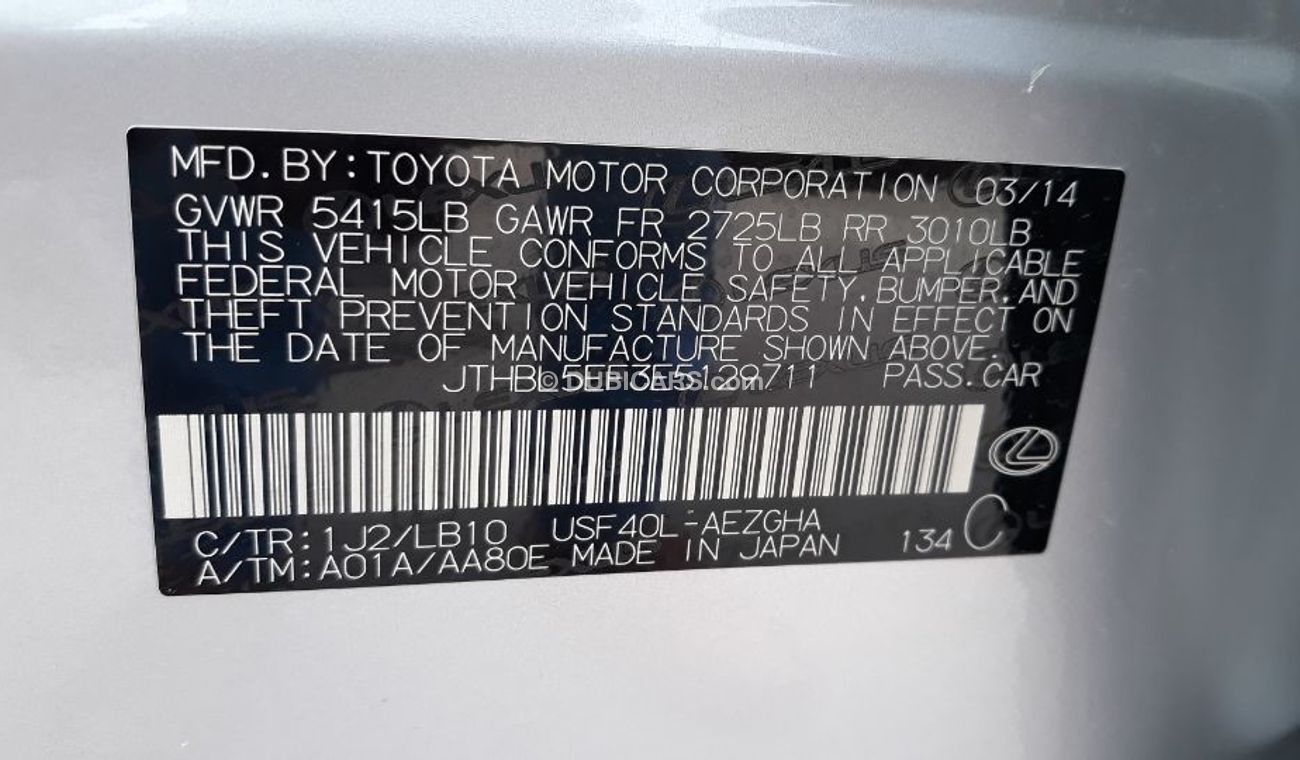 MFD. BY: TOYOTA MOTOR CORPORATION 03/14
GVWR 5415LB GAWR FR 2725LB RR 3010LB
THIS VEHICLE CONFORMS TO ALL APPLICABLE
FEDERAL MOTOR VEHICLE SAFETY, BUMPER, AND
THEFT PREVENTION STANDARDS IN EFFECT ON
THE DATE OF MANUFACTURE SHOWN ABOVE.
PASS. CAR
© DUBICARS.com
C/TR: 1J2/LB10 USF40L-AEZGHA
A/TM: A01A/AA80E MADE IN JAPAN 134 C